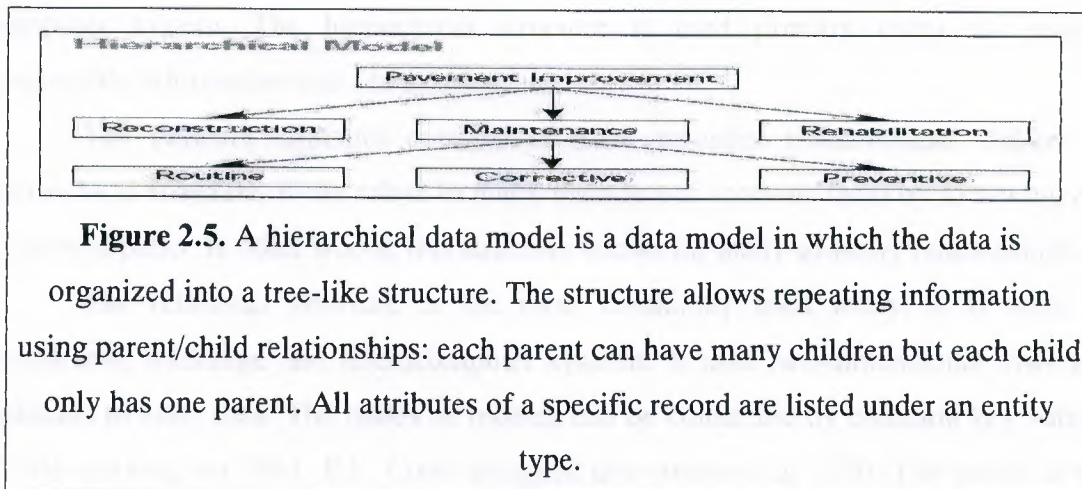 Hierarchical Model
Pavement Improvement
Reconstruction Maintenance Rehabilitation
Routine Corrective Preventive
Figure 2.5. A hierarchical data model is a data model in which the data is
organized into a tree-like structure. The structure allows repeating information
using parent/child relationships: each parent can have many children but each child
only has one parent. All attributes of a specific record are listed under an entity
type.